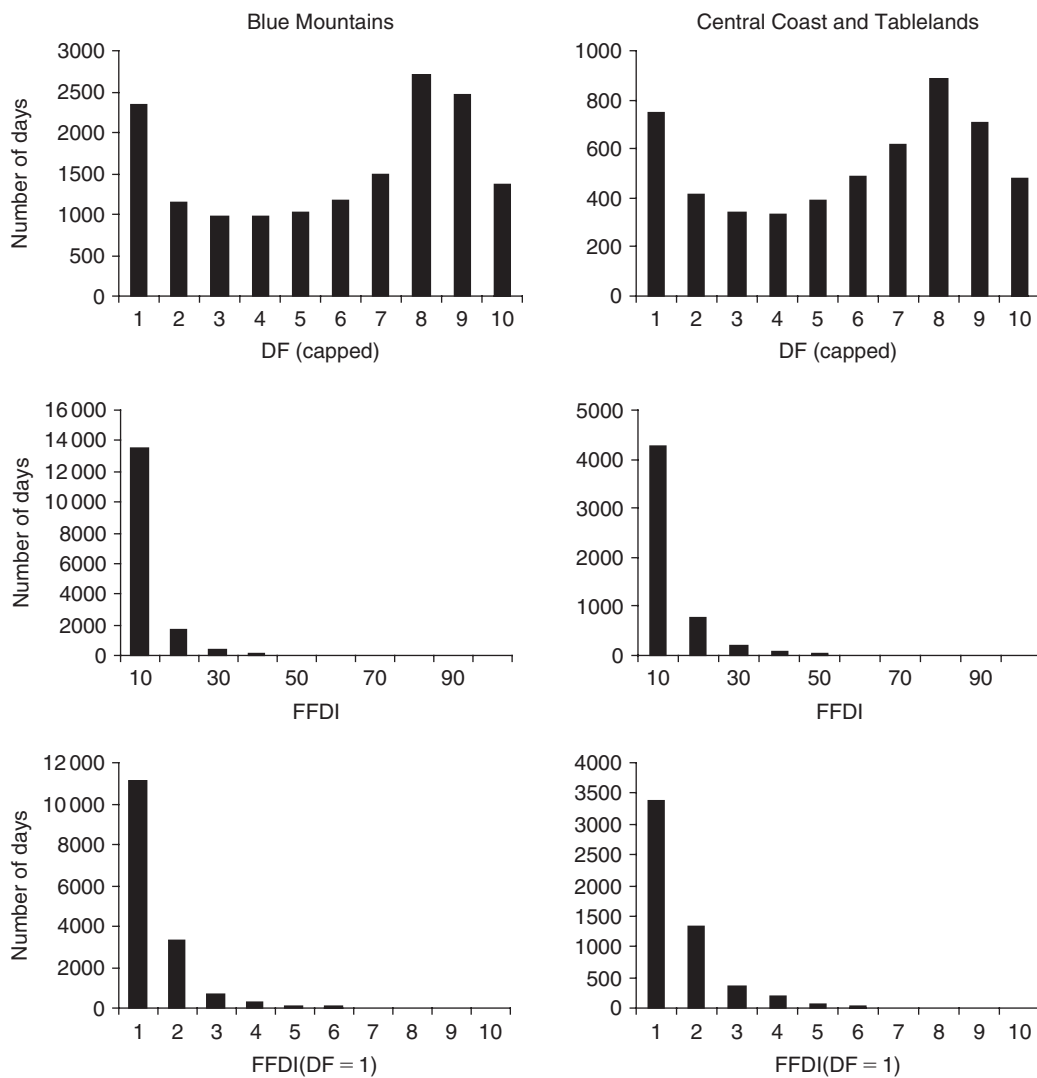 Blue Mountains
Number of days
3000
2500
2000
1500
1000
500
0
1 2 3 4 5 6 7 8 9 10
DF (capped)
Central Coast and Tablelands
1000
800
600
400
200
0
1 2 3 4 5 6 7 8 9 10
DF (capped)
Number of days
16 000
14 000
12 000
10 000
8000
6000
4000
2000
0
10 30 50 70 90
FFDI
5000
4000
3000
2000
1000
0
10 30 50 70 90
FFDI
Number of days
12 000
10 000
8000
6000
4000
2000
0
1 2 3 4 5 6 7 8 9 10
FFDI(DF = 1)
4000
3500
3000
2500
2000
1500
1000
500
0
1 2 3 4 5 6 7 8 9 10
FFDI(DF = 1)